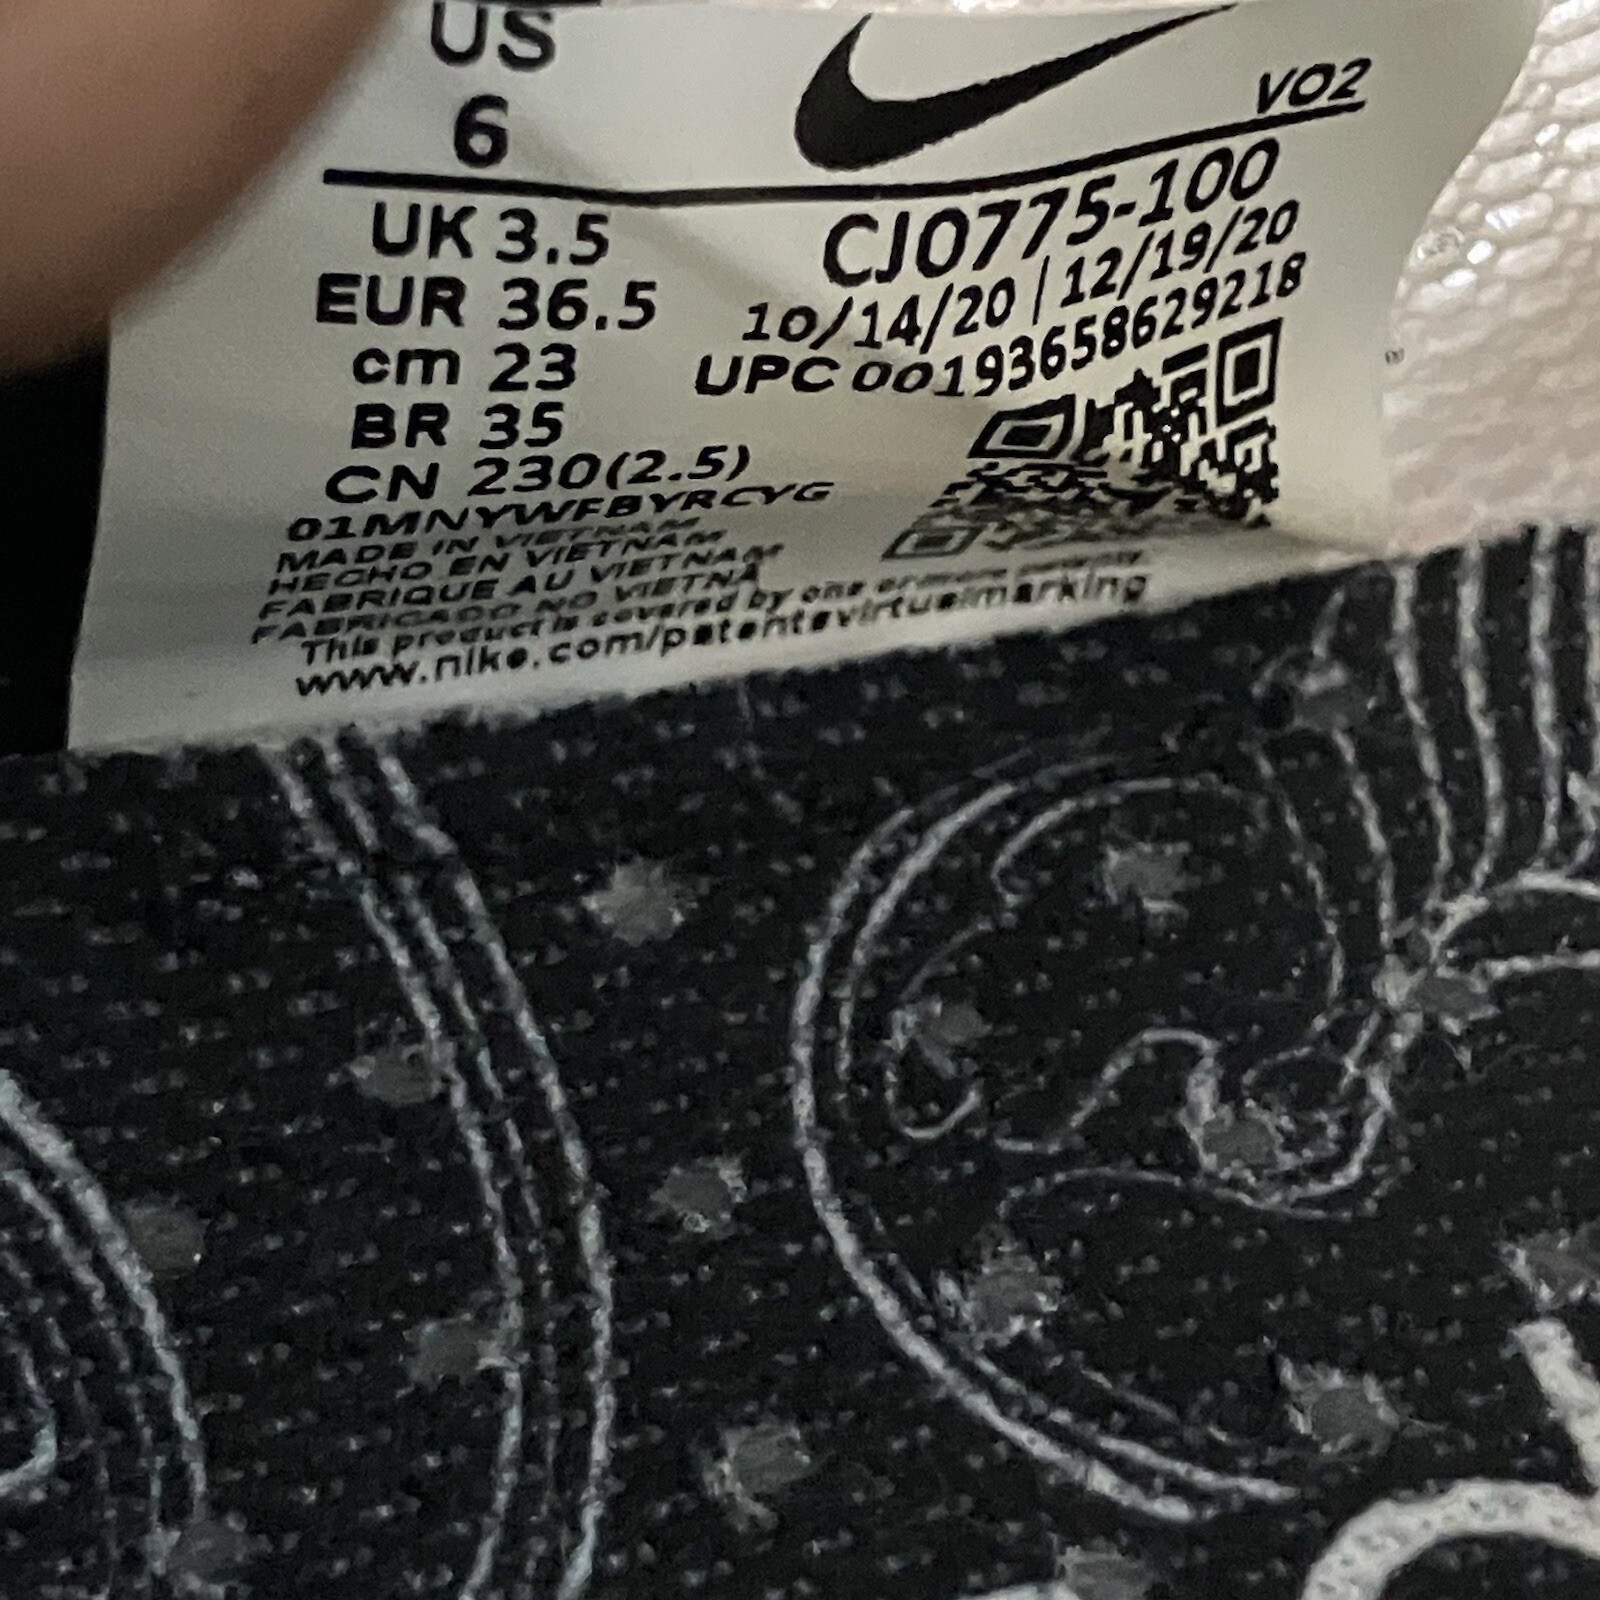 US
6
VO2
UK 3.5
EUR 36.5
cm 23
BR 35
CN 230(2.5)
CJ0775-100
10/14/20 | 12/19/20
UPC 00193658629218
01MNYWFBYRCYG
MADE IN VIETNAM
HECHO EN VIETNAM
FABRIQUE AU VIETNAM
FABRICADO NO VIETNÃ
This product is covered by one or more patents
www.nike.com/patentsvirtualmarking